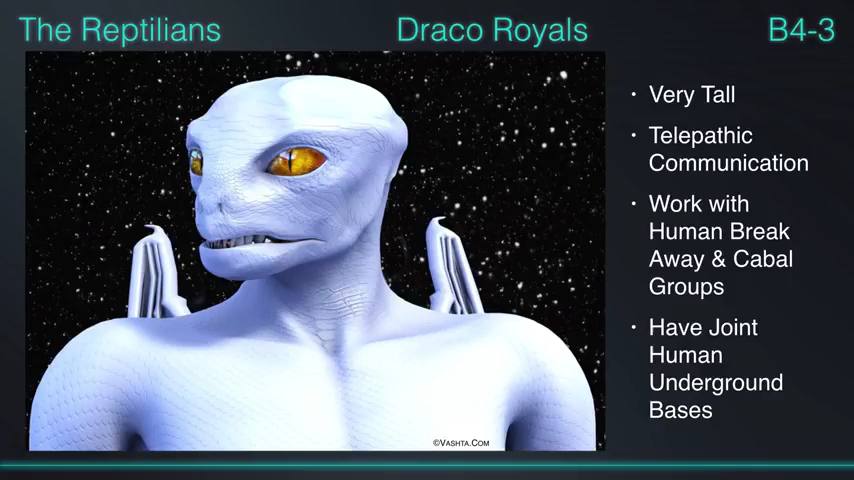 The Reptilians
Draco Royals
B4-3
• Very Tall
• Telepathic
Communication
• Work with
Human Break
Away & Cabal
Groups
• Have Joint
Human
Underground
Bases
©Vashta.Com